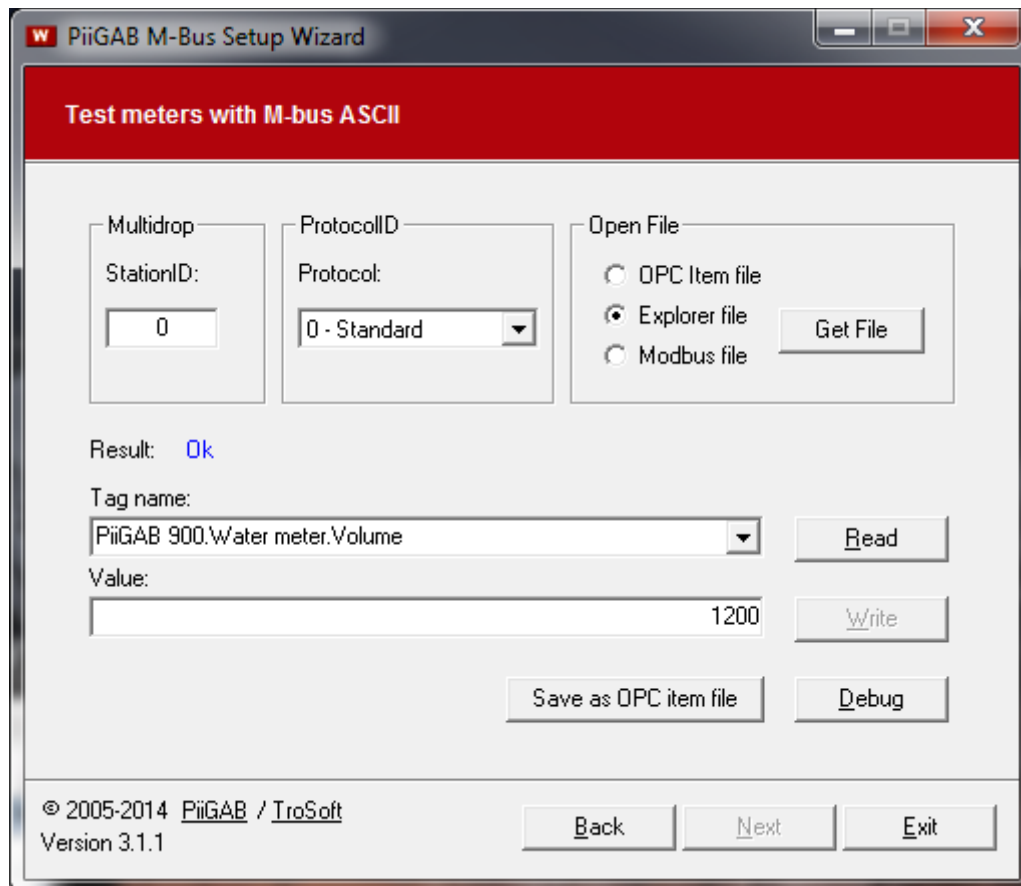 W PiiGAB M-Bus Setup Wizard
Test meters with M-bus ASCII
Multidrop
StationID:
0
ProtocolID
Protocol:
0 - Standard
Open File
OPC Item file
Explorer file
Modbus file
Get File
Result: Ok
Tag name:
PiiGAB 900.Water meter.Volume
Read
Value:
1200
Write
Save as OPC item file
Debug
© 2005-2014 PiiGAB / TroSoft
Version 3.1.1
Back
Next
Exit